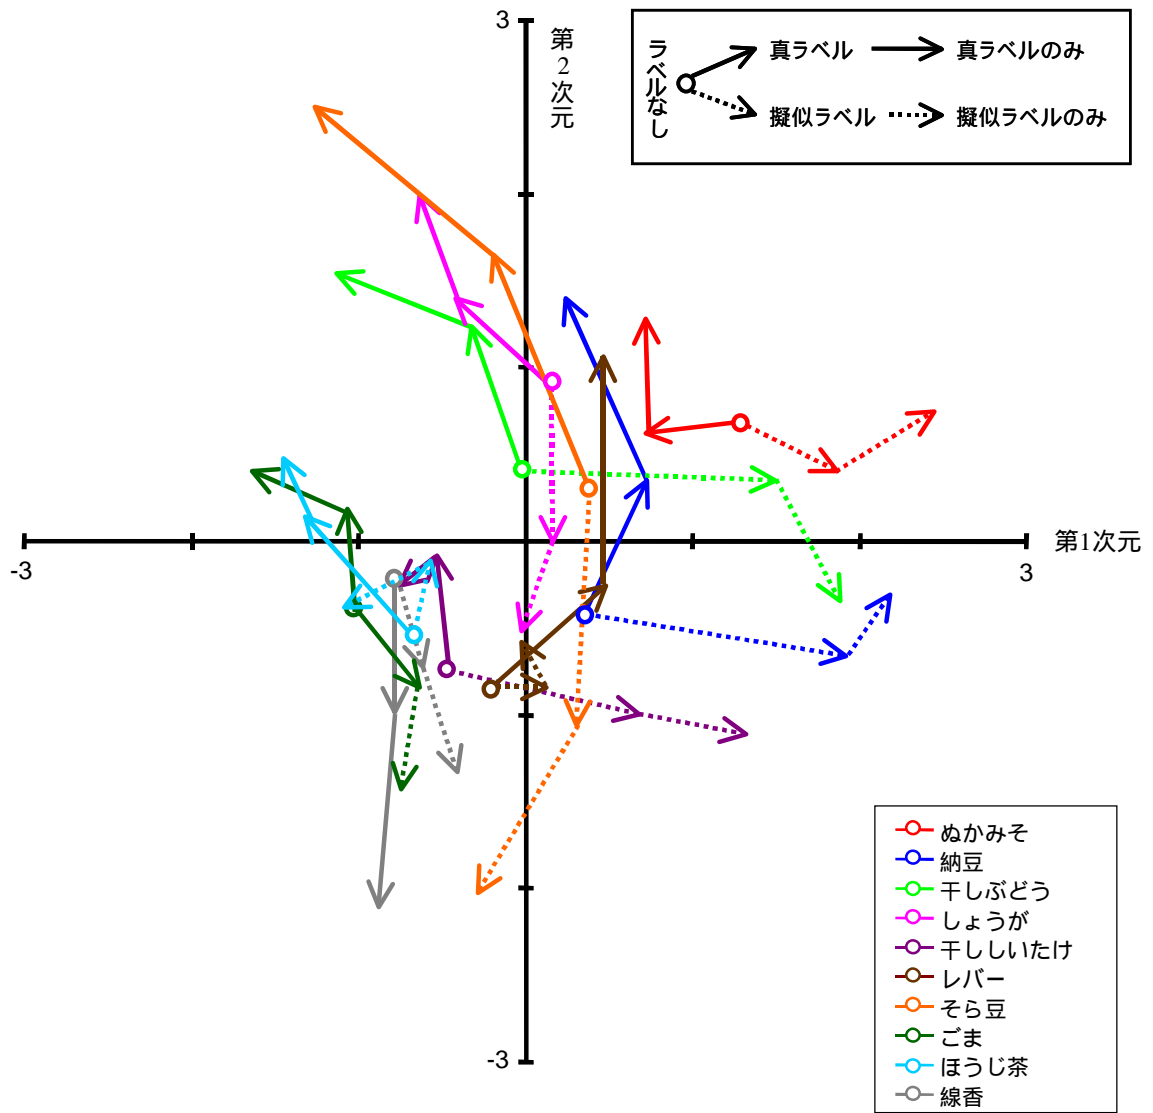 3
第2次元
ラベルなし
真ラベル
真ラベルのみ
擬似ラベル
擬似ラベルのみ
第1次元
-3
3
-3
ぬかみそ
納豆
干しぶどう
しょうが
干ししいたけ
レバー
そら豆
ごま
ほうじ茶
線香